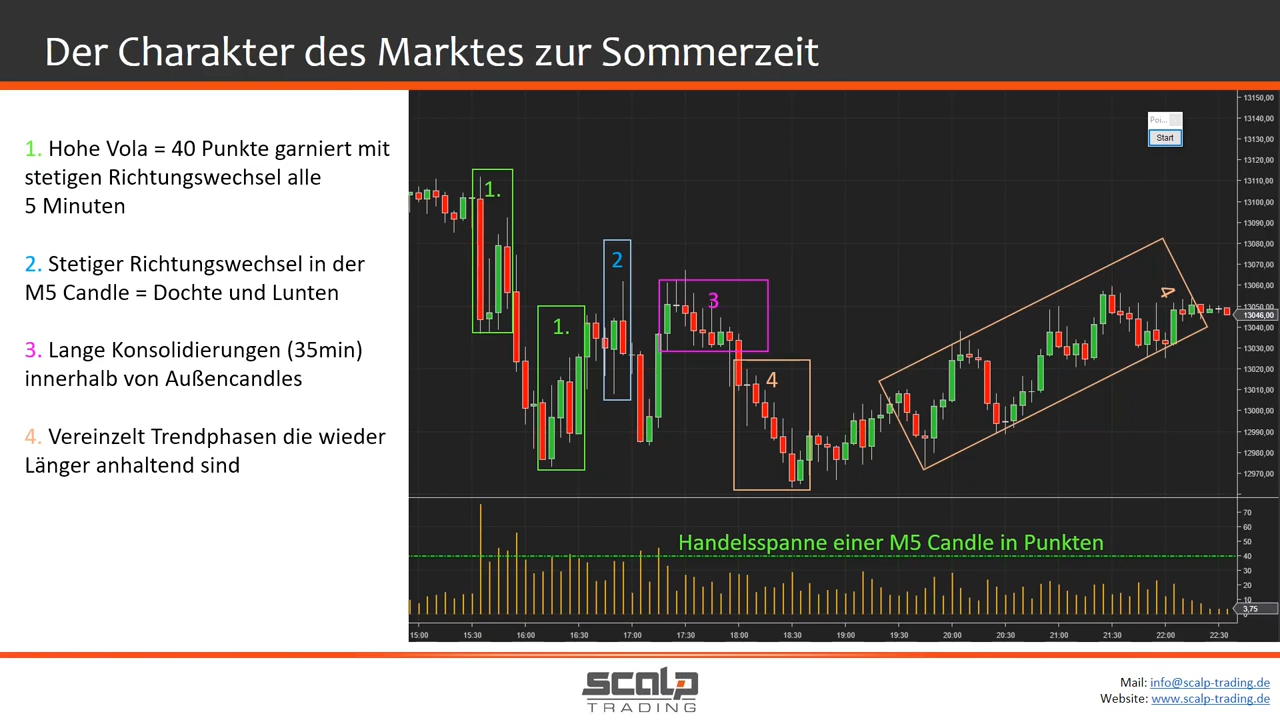 Der Charakter des Marktes zur Sommerzeit
1. Hohe Vola = 40 Punkte garniert mit
stetigen Richtungswechsel alle
5 Minuten
2. Stetiger Richtungswechsel in der
M5 Candle = Dochte und Lunten
3. Lange Konsolidierungen (35min)
innerhalb von Außencandles
4. Vereinzelt Trendphasen die wieder
Länger anhaltend sind
Poi...
Start
1.
1.
2
3
4
4
13150,00
13140,00
13130,00
13120,00
13110,00
13100,00
13090,00
13080,00
13070,00
13060,00
13050,00
13046,00
13040,00
13030,00
13020,00
13010,00
13000,00
12990,00
12980,00
12970,00
Handelsspanne einer M5 Candle in Punkten
70
60
50
40
30
20
10
3,75
0
15:00 15:30 16:00 16:30 17:00 17:30 18:00 18:30 19:00 19:30 20:00 20:30 21:00 21:30 22:00 22:30
SCALP
TRADING
Mail: info@scalp-trading.de
Website: www.scalp-trading.de